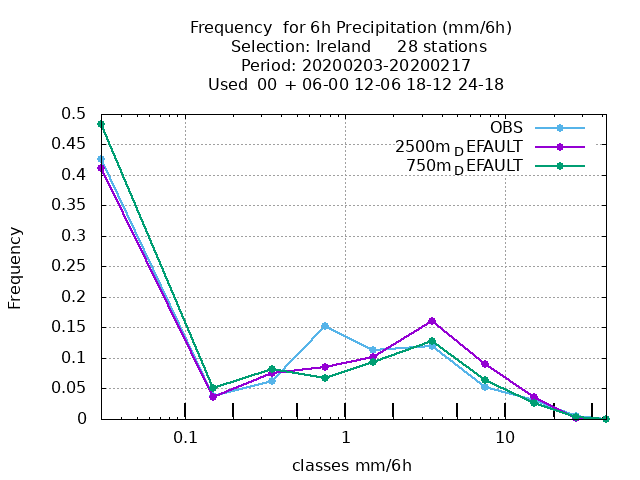 Frequency  for 6h Precipitation (mm/6h)
Selection: Ireland     28 stations
Period: 20200203-20200217
Used  00  + 06-00 12-06 18-12 24-18
OBS
2500m_DEFAULT
750m_DEFAULT
0.5
0.45
0.4
0.35
0.3
0.25
0.2
0.15
0.1
0.05
0
Frequency
0.1 1 10
classes mm/6h